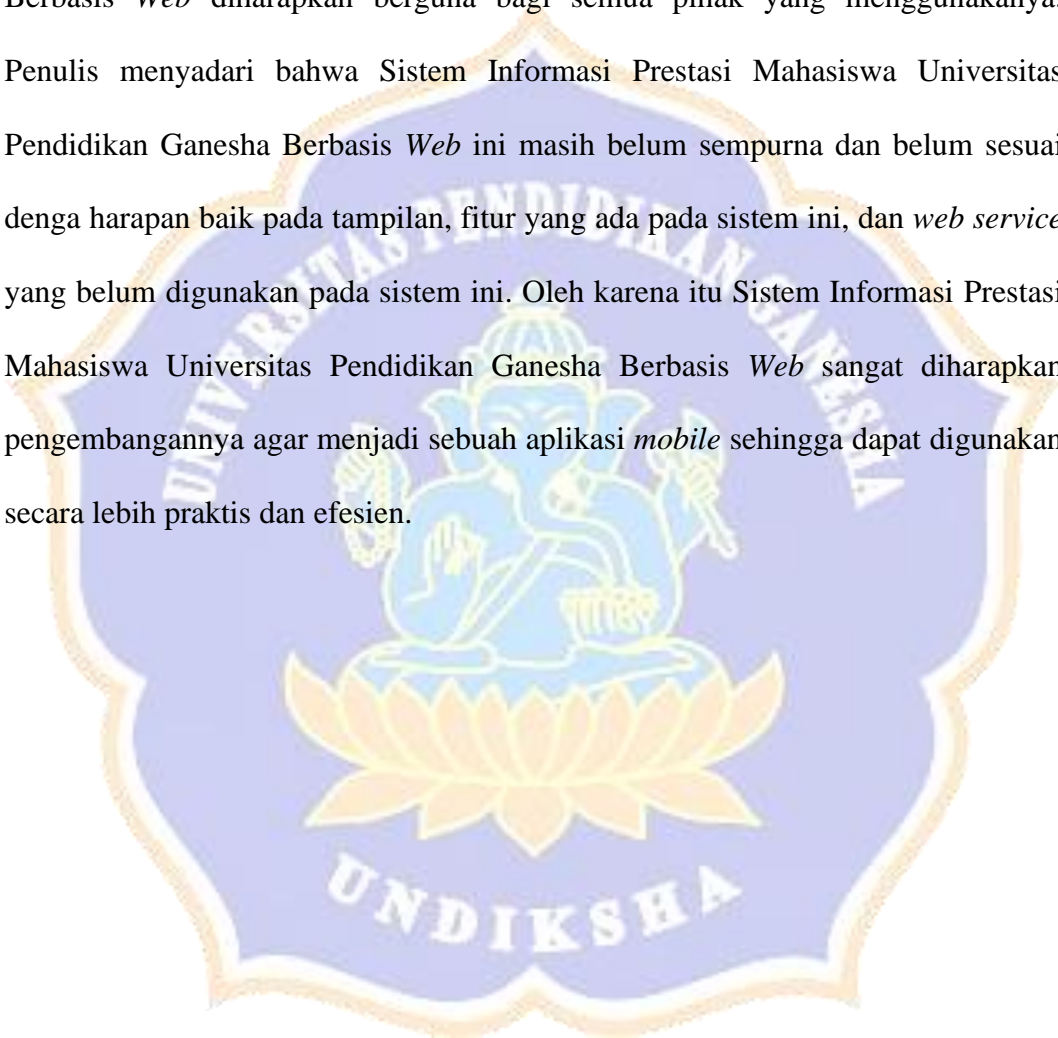 Berbasis Web diharapkan berguna bagi semua pihak yang menggunakanya.
Penulis menyadari bahwa Sistem Informasi Prestasi Mahasiswa Universitas
Pendidikan Ganesha Berbasis Web ini masih belum sempurna dan belum sesuai
denga harapan baik pada tampilan, fitur yang ada pada sistem ini, dan web service
yang belum digunakan pada sistem ini. Oleh karena itu Sistem Informasi Prestasi
Mahasiswa Universitas Pendidikan Ganesha Berbasis Web sangat diharapkan
pengembangannya agar menjadi sebuah aplikasi mobile sehingga dapat digunakan
secara lebih praktis dan efesien.
UNIVERSITAS PENDIDIKAN GANESHA
UNDIKSHA